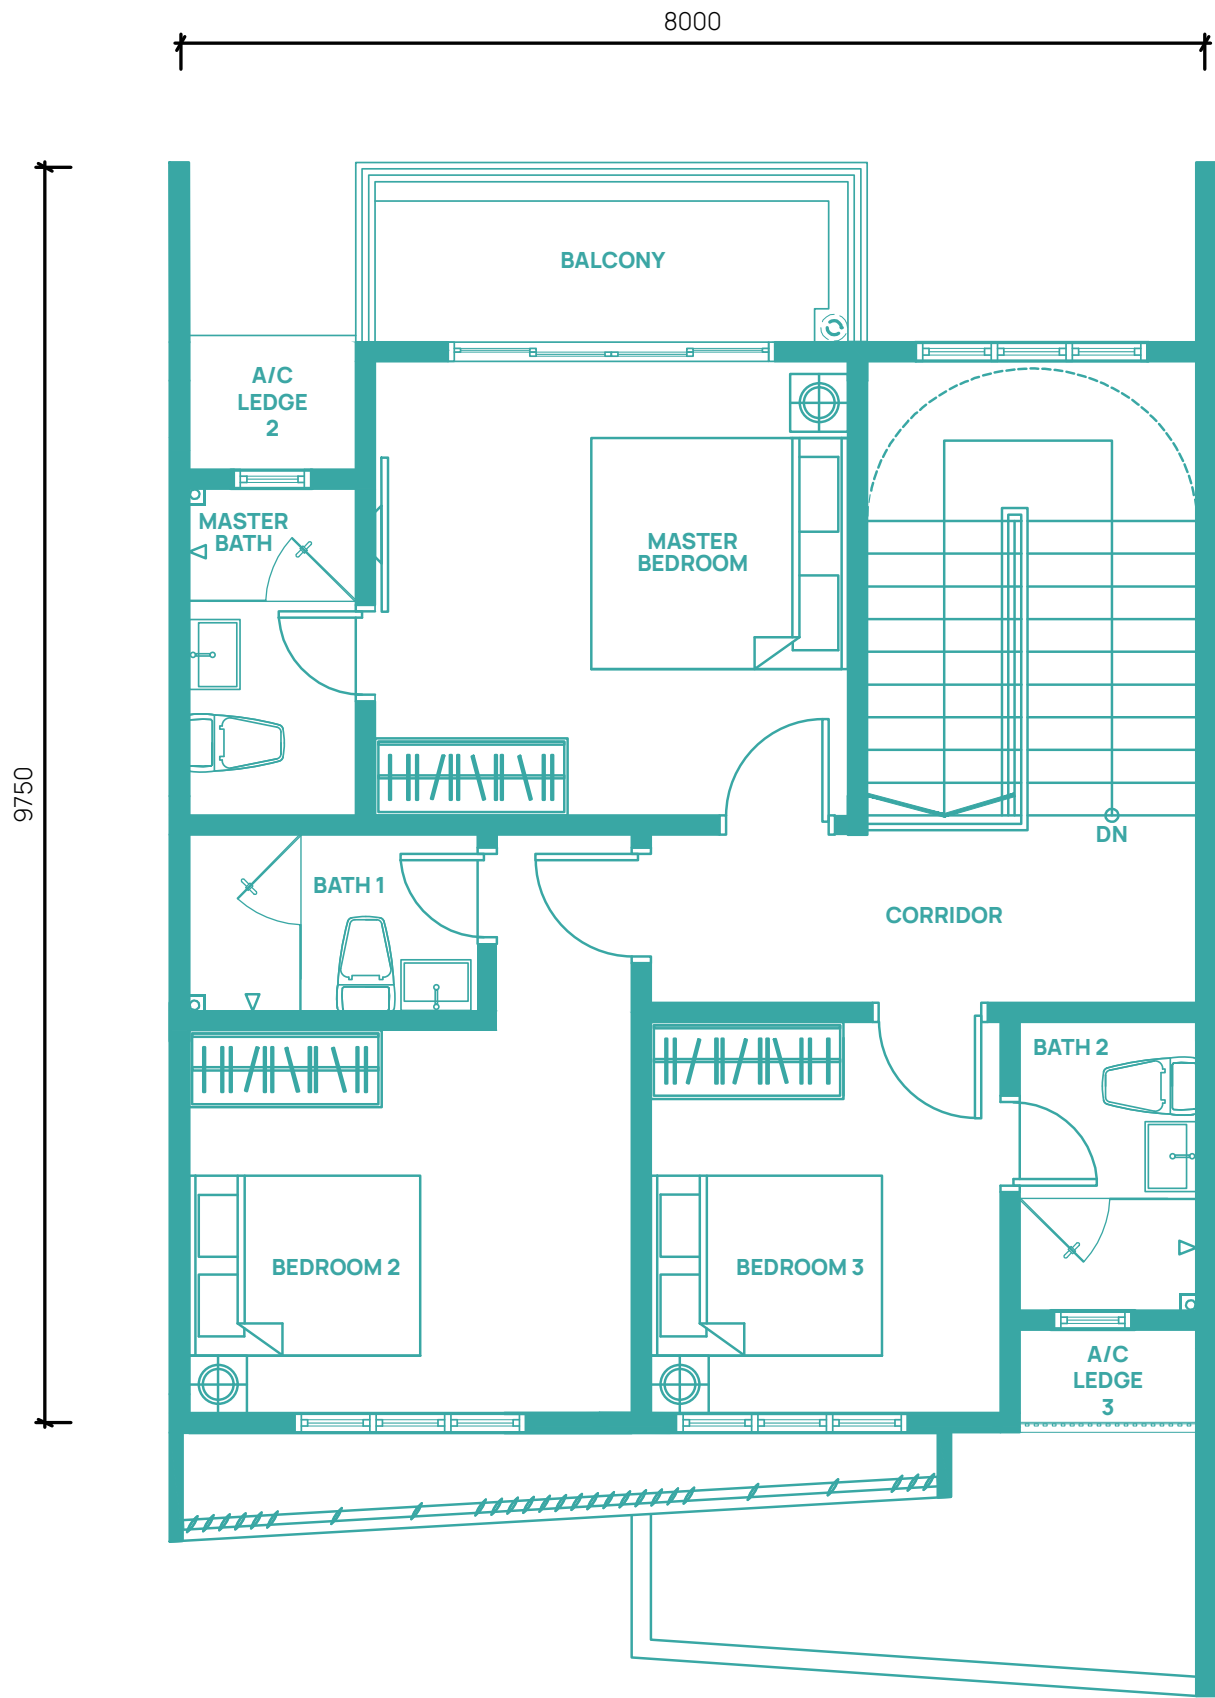 8000
9750
BALCONY
A/C
LEDGE
2
MASTER
BATH
MASTER
BEDROOM
DN
BATH 1
CORRIDOR
BATH 2
BEDROOM 2
BEDROOM 3
A/C
LEDGE
3